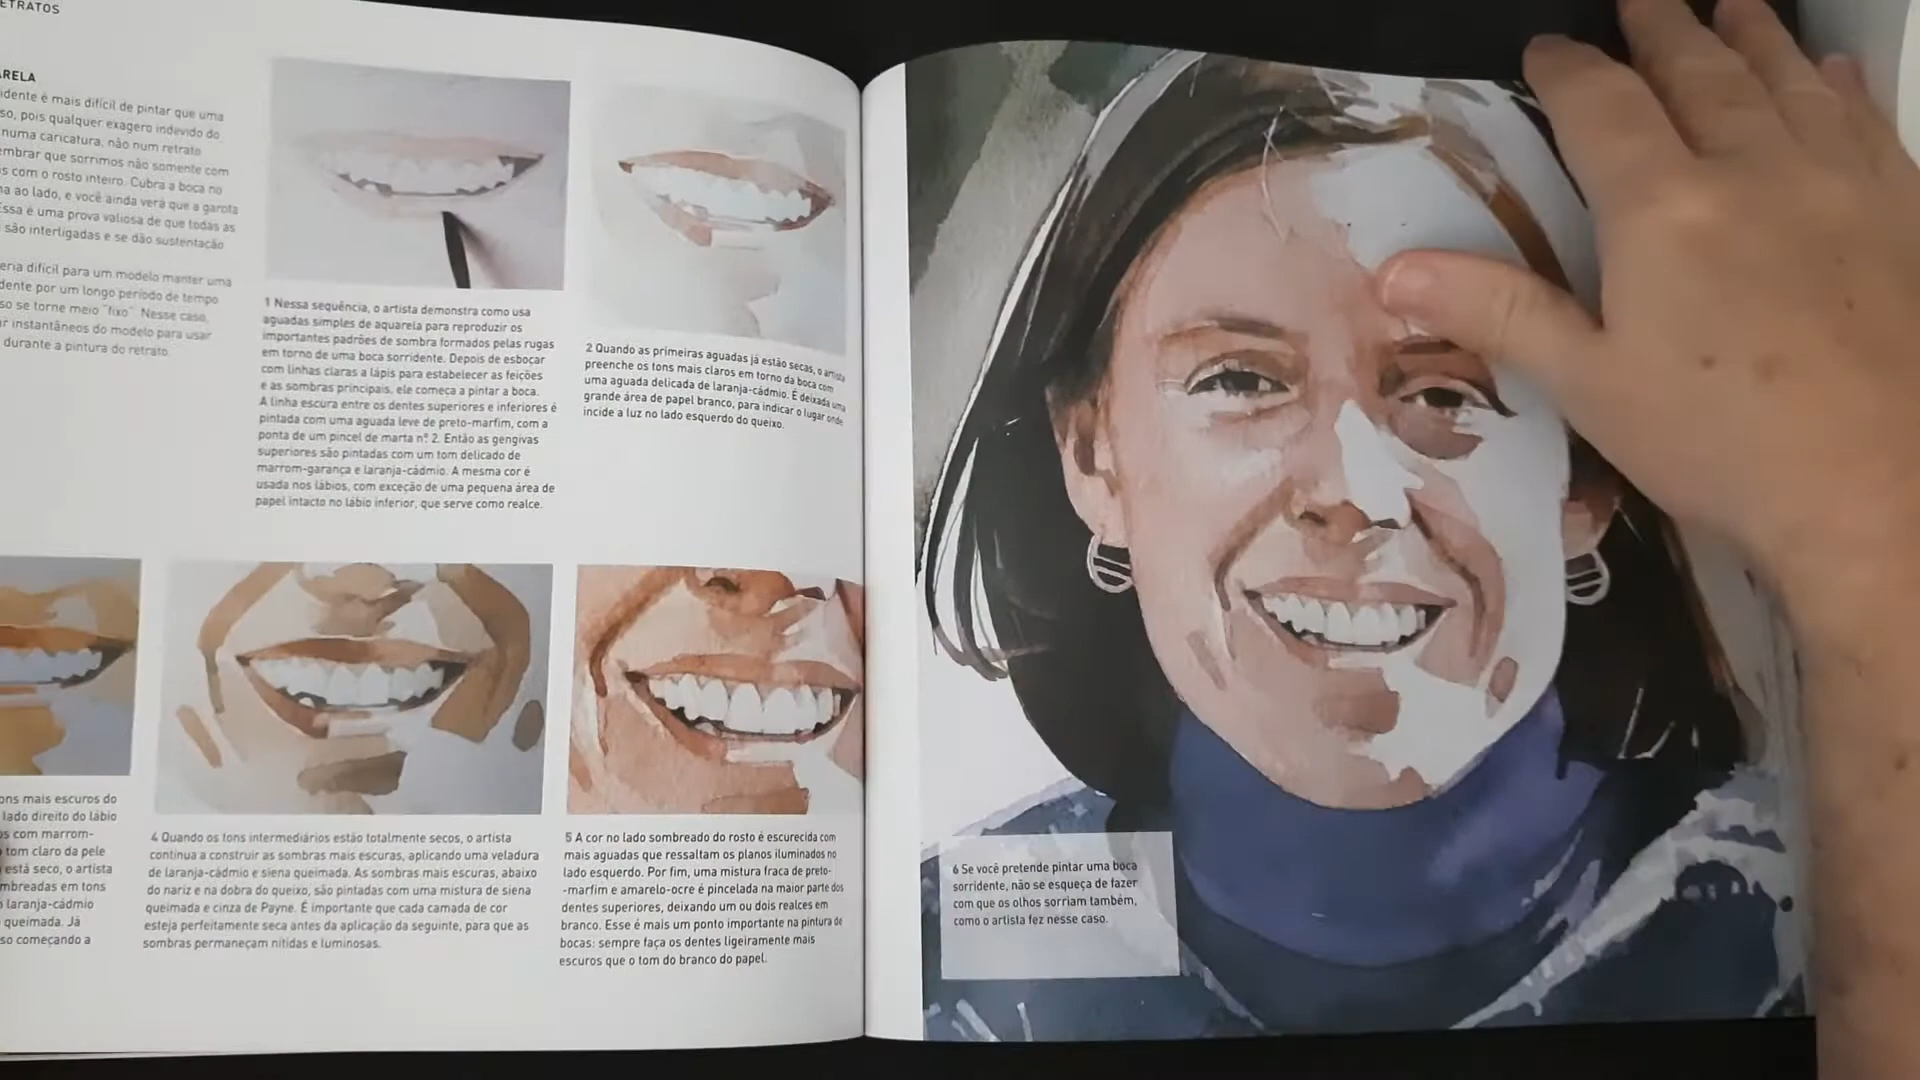 ETRATOS
ARELA
idente é mais difícil de pintar que uma
so, pois qualquer exagero indevido do
numa caricatura, não num retrato
embrar que sorrimos não somente com
s com o rosto inteiro. Cubra a boca no
na ao lado, e você ainda verá que a garota
Essa é uma prova valiosa de que todas as
são interligadas e se dão sustentação
eria difícil para um modelo manter uma
dente por um longo período de tempo
so se torne meio "fixo". Nesse caso,
ar instantâneos do modelo para usar
durante a pintura do retrato.
1 Nessa sequência, o artista demonstra como usa
aguadas simples de aquarela para reproduzir os
importantes padrões de sombra formados pelas rugas
em torno de uma boca sorridente. Depois de esboçar
com linhas claras a lápis para estabelecer as feições
e as sombras principais, ele começa a pintar a boca.
A linha escura entre os dentes superiores e inferiores é
pintada com uma aguada leve de preto-marfim, com a
ponta de um pincel de marta nº 2. Então as gengivas
superiores são pintadas com um tom delicado de
marrom-garança e laranja-cádmio. A mesma cor é
usada nos lábios, com exceção de uma pequena área de
papel intacto no lábio inferior, que serve como realce.
2 Quando as primeiras aguadas já estão secas, o artista
preenche os tons mais claros em torno da boca com
uma aguada delicada de laranja-cádmio. É deixada uma
grande área de papel branco, para indicar o lugar onde
incide a luz no lado esquerdo do queixo.
ons mais escuros do
lado direito do lábio
os com marrom-
tom claro da pele
está seco, o artista
mbreadas em tons
laranja-cádmio
queimada. Já
so começando a
4 Quando os tons intermediários estão totalmente secos, o artista
continua a construir as sombras mais escuras, aplicando uma veladura
de laranja-cádmio e siena queimada. As sombras mais escuras, abaixo
do nariz e na dobra do queixo, são pintadas com uma mistura de siena
queimada e cinza de Payne. É importante que cada camada de cor
esteja perfeitamente seca antes da aplicação da seguinte, para que as
sombras permaneçam nítidas e luminosas.
5 A cor no lado sombreado do rosto é escurecida com
mais aguadas que ressaltam os planos iluminados no
lado esquerdo. Por fim, uma mistura fraca de preto-
-marfim e amarelo-ocre é pincelada na maior parte dos
dentes superiores, deixando um ou dois realces em
branco. Esse é mais um ponto importante na pintura de
bocas: sempre faça os dentes ligeiramente mais
escuros que o tom do branco do papel.
6 Se você pretende pintar uma boca
sorridente, não se esqueça de fazer
com que os olhos sorriam também,
como o artista fez nesse caso.